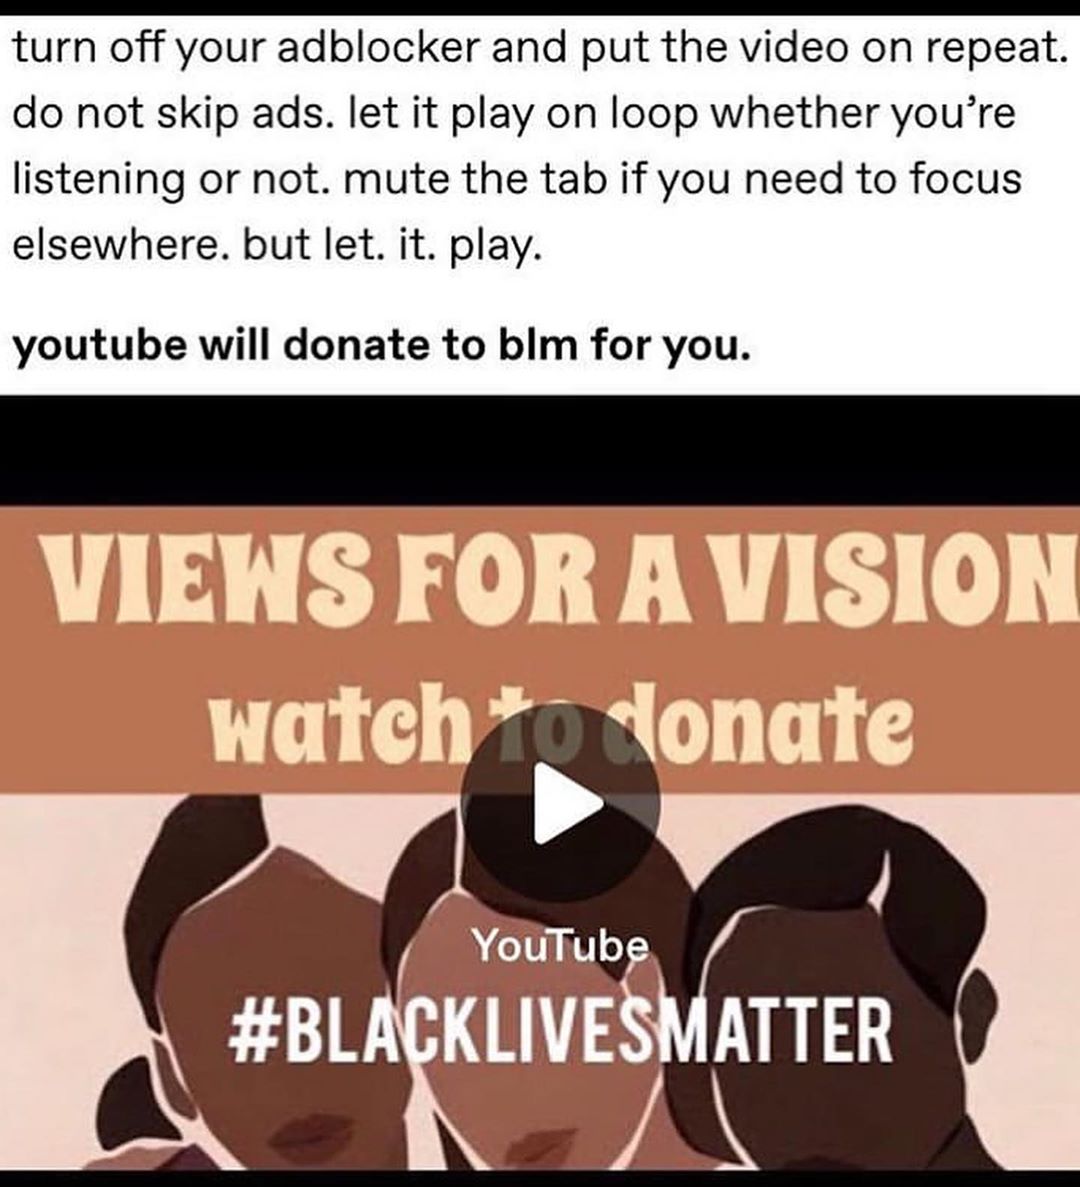 turn off your adblocker and put the video on repeat.
do not skip ads. let it play on loop whether you’re
listening or not. mute the tab if you need to focus
elsewhere. but let. it. play.
youtube will donate to blm for you.
VIEWS FOR A VISION
watch to donate
YouTube
#BLACKLIVESMATTER